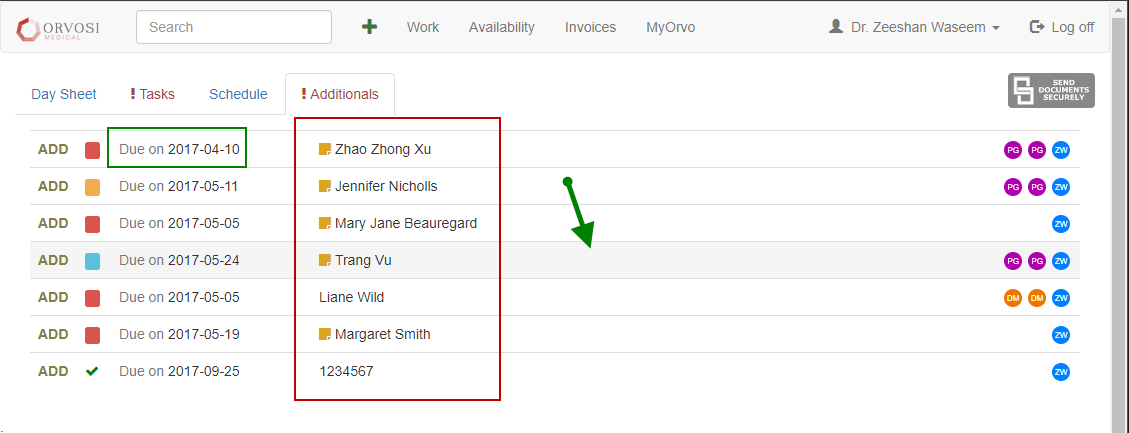 ORVOSI MEDICAL Search Work Availability Invoices MyOrvo Dr. Zeeshan Waseem Log off
Day Sheet ! Tasks Schedule ! Additionals SEND DOCUMENTS SECURELY
ADD Due on 2017-04-10 Zhao Zhong Xu PG PG ZW
ADD Due on 2017-05-11 Jennifer Nicholls PG PG ZW
ADD Due on 2017-05-05 Mary Jane Beauregard ZW
ADD Due on 2017-05-24 Trang Vu PG PG ZW
ADD Due on 2017-05-05 Liane Wild DM DM ZW
ADD Due on 2017-05-19 Margaret Smith ZW
ADD Due on 2017-09-25 1234567 ZW